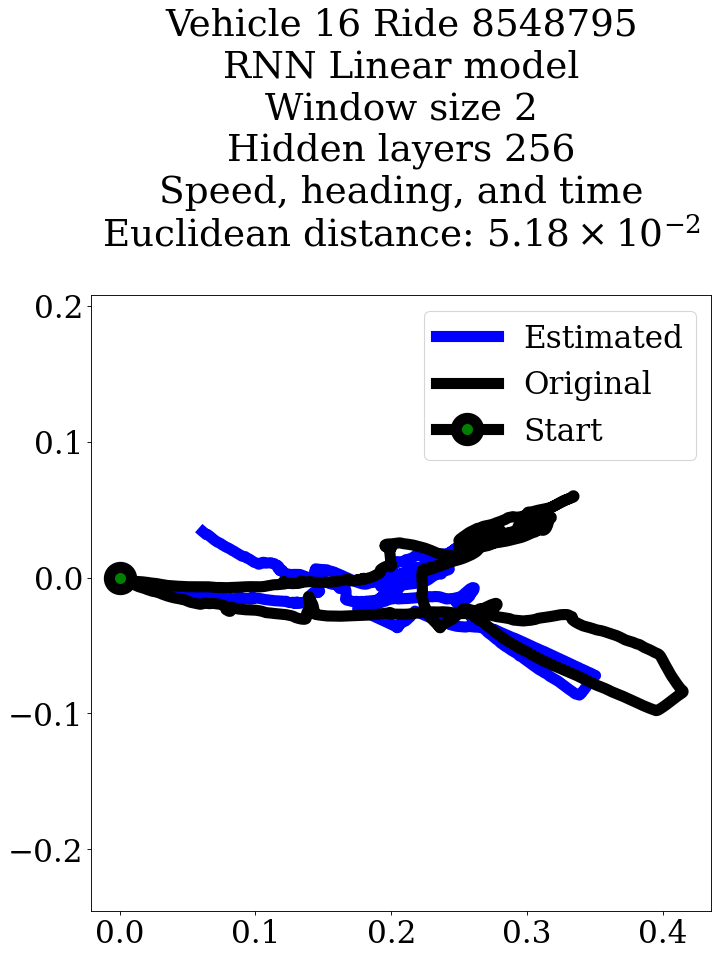 Vehicle 16 Ride 8548795
RNN Linear model
Window size 2
Hidden layers 256
Speed, heading, and time
Euclidean distance: 5.18 × 10⁻²
0.2
0.1
0.0
−0.1
−0.2
Estimated
Original
Start
0.0 0.1 0.2 0.3 0.4